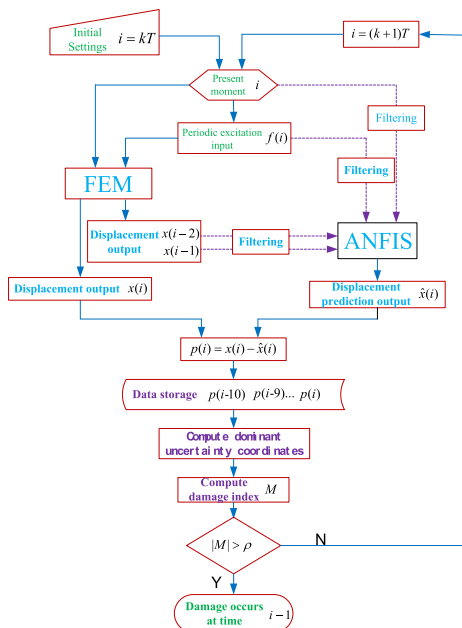 Initial
Settings i = kT
i = (k+1)T
Present
moment i
Filtering
Periodic excitation
input f(i)
Filtering
FEM
Displacement x(i−2)
output x(i−1)
Filtering
ANFIS
Displacement output x(i)
Displacement
prediction output x̂(i)
p(i) = x(i) − x̂(i)
Data storage p(i-10) p(i-9)... p(i)
Compute dominant
uncertainty coordinates
Compute
damage index M
|M| > ρ
N
Y
Damage occurs
at time i−1